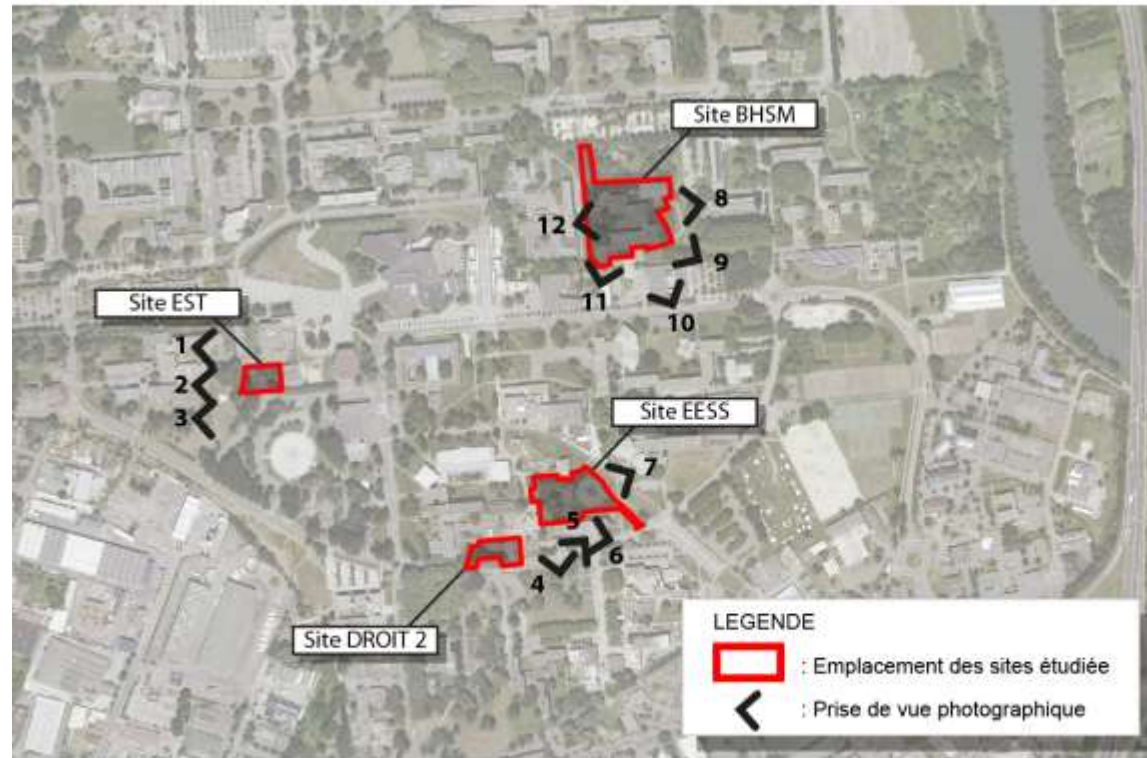 Site BHSM
8
12
9
11
10
Site EST
1
2
3
Site EESS
7
5
6
4
Site DROIT 2
LEGENDE
: Emplacement des sites étudiée
: Prise de vue photographique